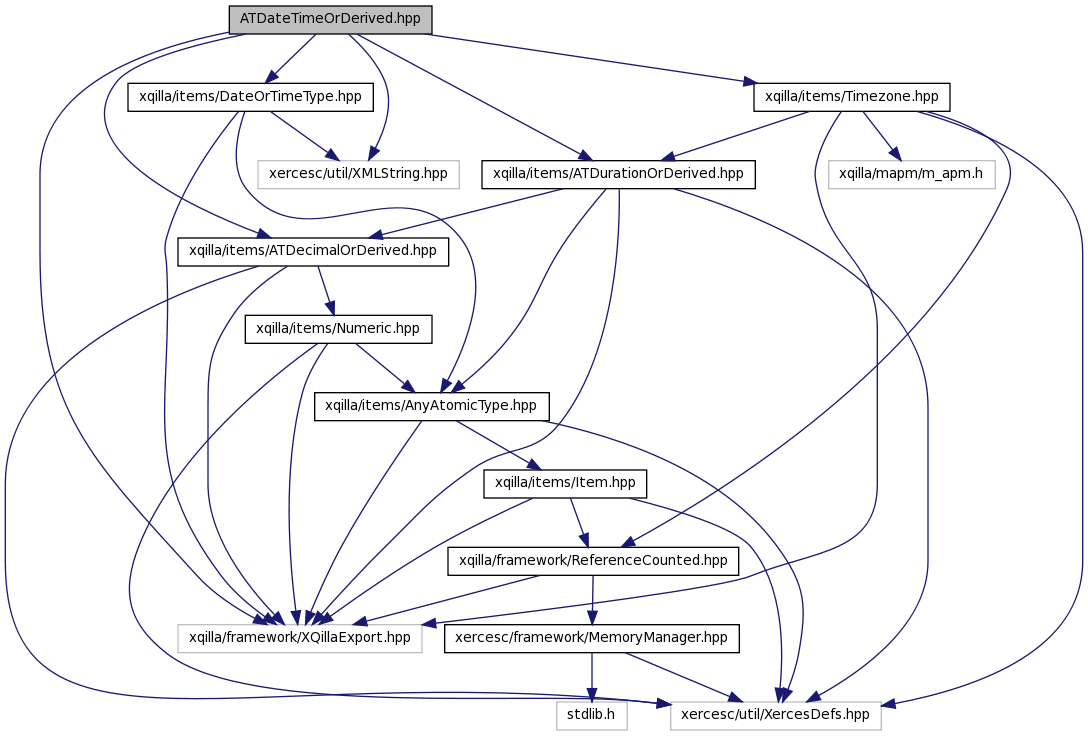 ATDateTimeOrDerived.hpp
xqilla/items/DateOrTimeType.hpp
xqilla/items/Timezone.hpp
xercesc/util/XMLString.hpp
xqilla/items/ATDurationOrDerived.hpp
xqilla/mapm/m_apm.h
xqilla/items/ATDecimalOrDerived.hpp
xqilla/items/Numeric.hpp
xqilla/items/AnyAtomicType.hpp
xqilla/items/Item.hpp
xqilla/framework/ReferenceCounted.hpp
xqilla/framework/XQillaExport.hpp
xercesc/framework/MemoryManager.hpp
stdlib.h
xercesc/util/XercesDefs.hpp